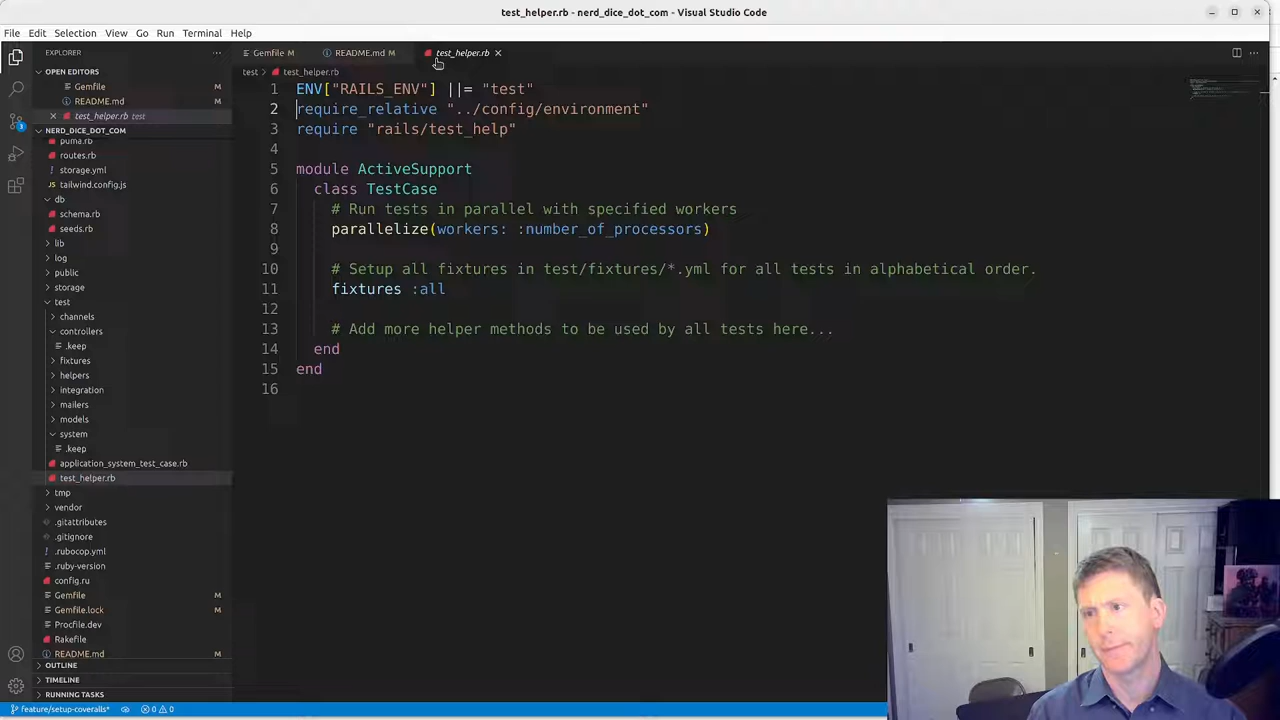 test_helper.rb - nerd_dice_dot_com - Visual Studio Code
File Edit Selection View Go Run Terminal Help
EXPLORER
Gemfile M
README.md M
test_helper.rb
OPEN EDITORS
Gemfile
README.md
test_helper.rb test
NERD_DICE_DOT_COM
puma.rb
routes.rb
storage.yml
tailwind.config.js
db
schema.rb
seeds.rb
lib
log
public
storage
test
channels
controllers
.keep
fixtures
helpers
integration
mailers
models
system
.keep
application_system_test_case.rb
test_helper.rb
tmp
vendor
.gitattributes
.gitignore
.rubocop.yml
.ruby-version
config.ru
Gemfile M
Gemfile.lock M
Procfile.dev
Rakefile
README.md M
OUTLINE
TIMELINE
RUNNING TASKS
test > test_helper.rb
1 ENV["RAILS_ENV"] ||= "test"
2 require_relative "../config/environment"
3 require "rails/test_help"
4
5 module ActiveSupport
6 class TestCase
7 # Run tests in parallel with specified workers
8 parallelize(workers: :number_of_processors)
9
10 # Setup all fixtures in test/fixtures/*.yml for all tests in alphabetical order.
11 fixtures :all
12
13 # Add more helper methods to be used by all tests here...
14 end
15 end
16
feature/setup-coveralls* 0 0
3